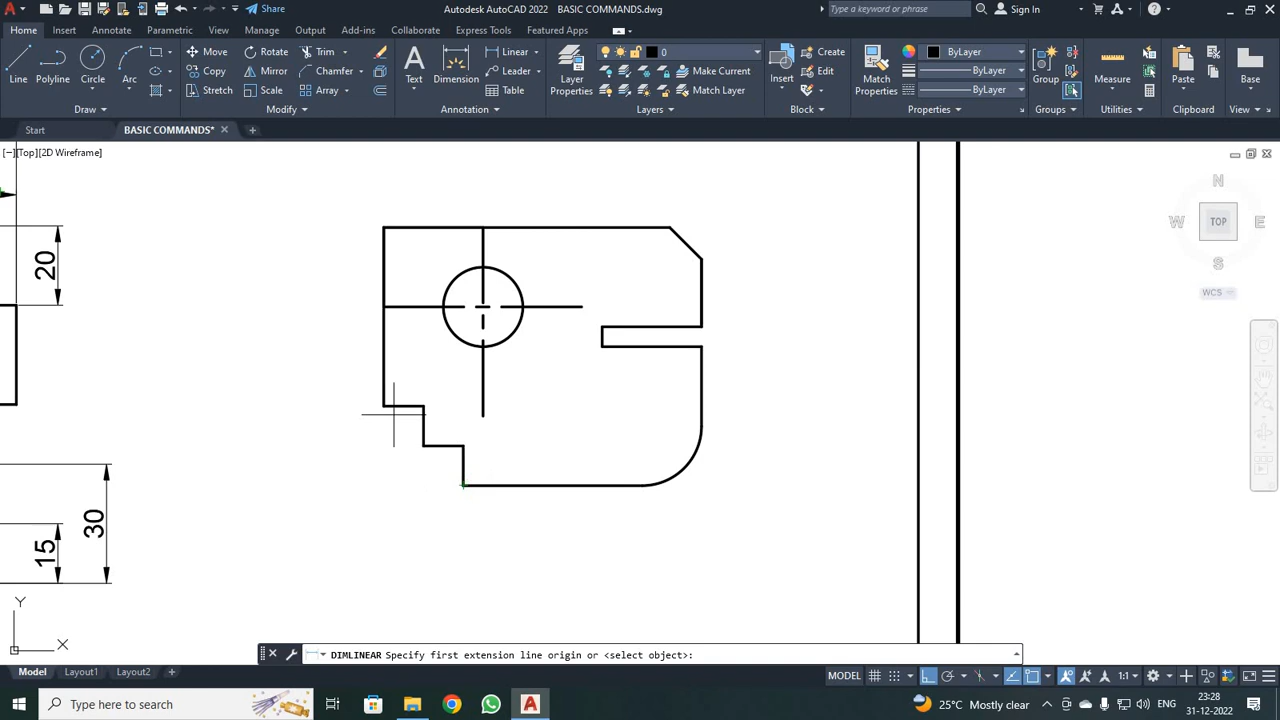 A Share Autodesk AutoCAD 2022 BASIC COMMANDS.dwg Type a keyword or phrase Sign In ?
Home Insert Annotate Parametric View Manage Output Add-ins Collaborate Express Tools Featured Apps
Line Polyline Circle Arc
Move Rotate Trim
Copy Mirror Chamfer
Stretch Scale Array
Text Dimension
Linear
Leader
Table
Layer Properties
0
Make Current
Match Layer
Insert
Create
Edit
Match Properties
ByLayer
ByLayer
ByLayer
Group
Measure
Paste
Base
Draw Modify Annotation Layers Block Properties Groups Utilities Clipboard View
Start BASIC COMMANDS*
[−][Top][2D Wireframe]
N
W TOP E
S
WCS
20
30
15
Y
X
DIMLINEAR Specify first extension line origin or <select object>:
Model Layout1 Layout2 MODEL 1:1
Type here to search
25°C Mostly clear
ENG
23:28
31-12-2022